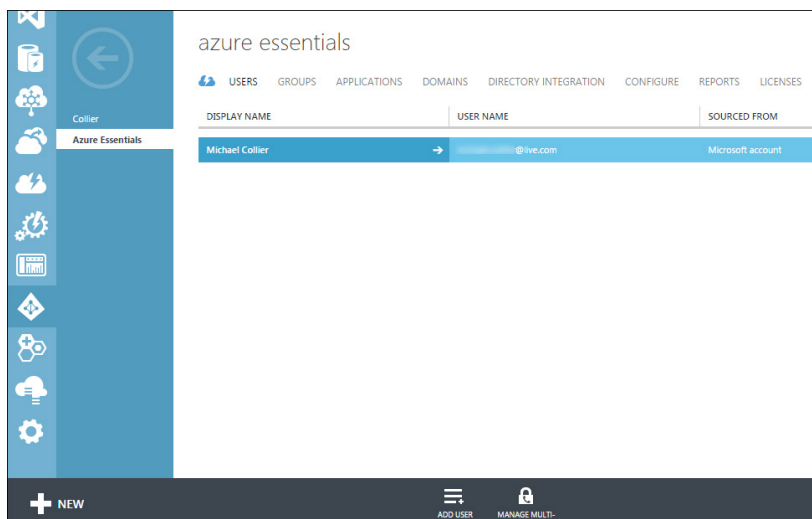 azure essentials
USERS GROUPS APPLICATIONS DOMAINS DIRECTORY INTEGRATION CONFIGURE REPORTS LICENSES
Collier
DISPLAY NAME USER NAME SOURCED FROM
Azure Essentials
Michael Collier @live.com Microsoft account
NEW
ADD USER MANAGE MULTI-